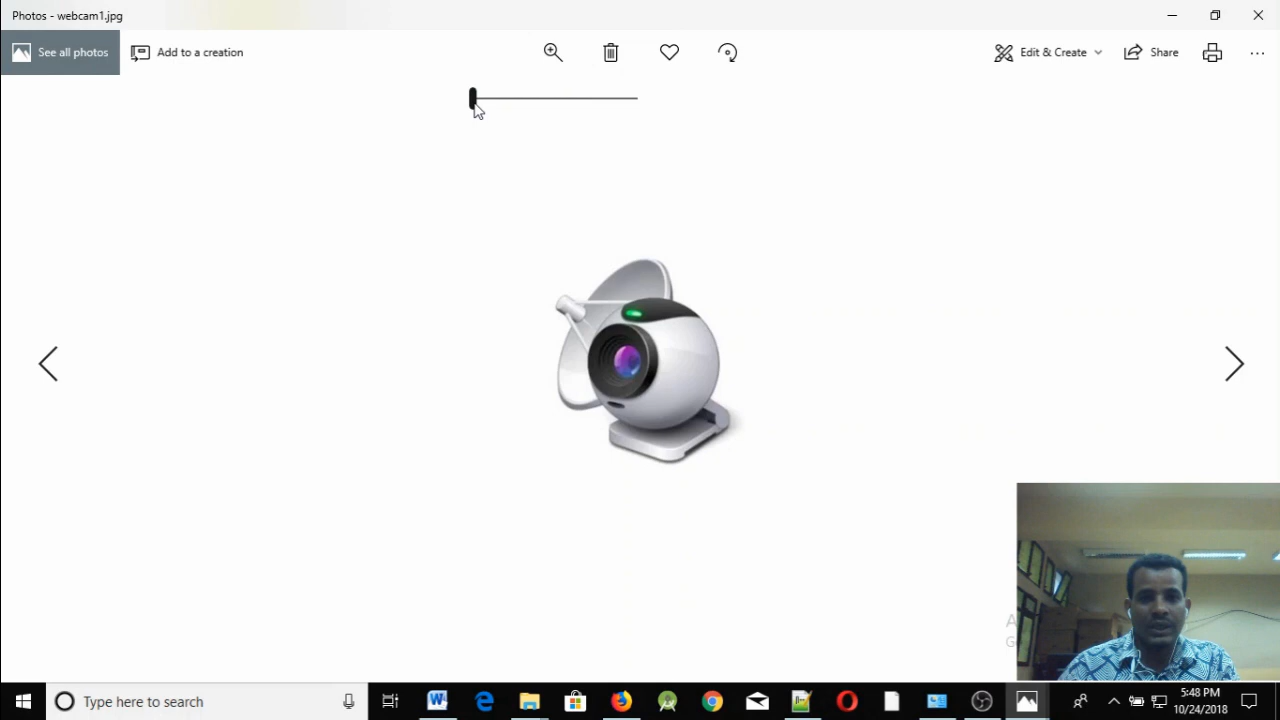 Photos - webcam1.jpg
See all photos
Add to a creation
Edit & Create
Share
Type here to search
5:48 PM
10/24/2018